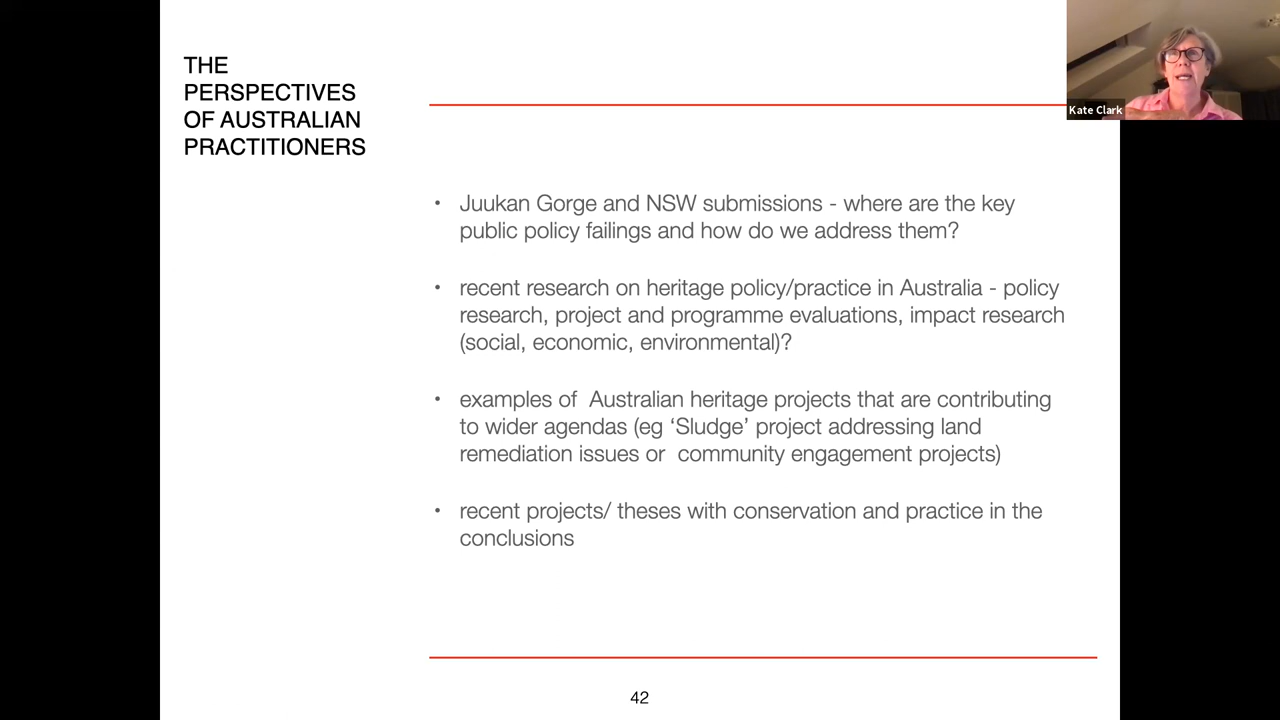 THE
PERSPECTIVES
OF AUSTRALIAN
PRACTITIONERS
Kate Clark
• Juukan Gorge and NSW submissions - where are the key
public policy failings and how do we address them?
• recent research on heritage policy/practice in Australia - policy
research, project and programme evaluations, impact research
(social, economic, environmental)?
• examples of  Australian heritage projects that are contributing
to wider agendas (eg ‘Sludge’ project addressing land
remediation issues or  community engagement projects)
• recent projects/ theses with conservation and practice in the
conclusions
42